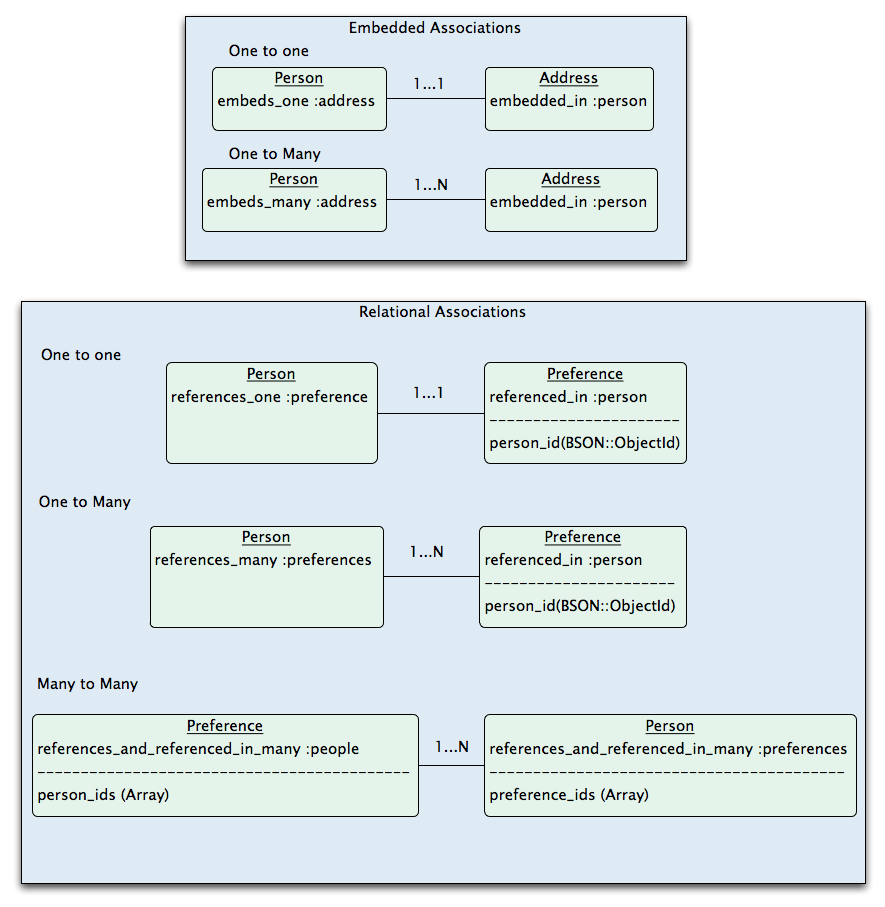 Embedded Associations
One to one
Person
embeds_one :address
1...1
Address
embedded_in :person
One to Many
Person
embeds_many :address
1...N
Address
embedded_in :person
Relational Associations
One to one
Person
references_one :preference
1...1
Preference
referenced_in :person
-----------------------
person_id(BSON::ObjectId)
One to Many
Person
references_many :preferences
1...N
Preference
referenced_in :person
-----------------------
person_id(BSON::ObjectId)
Many to Many
Preference
references_and_referenced_in_many :people
---------------------------------------------
person_ids (Array)
1...N
Person
references_and_referenced_in_many :preferences
-------------------------------------------
preference_ids (Array)